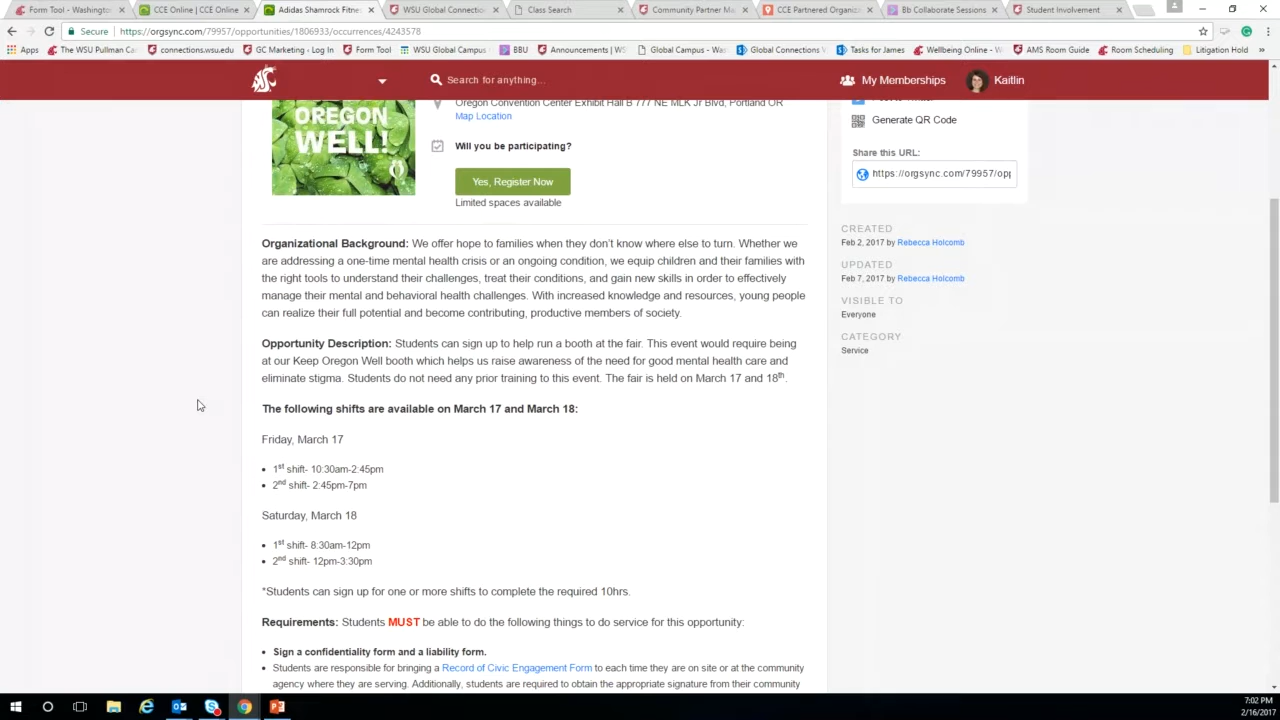 Form Tool - Washington
CCE Online | CCE Online
Adidas Shamrock Fitne
WSU Global Connection
Class Search
Community Partner Ma
CCE Partnered Organiz
Bb Collaborate Sessions
Student Involvement
Secure https://orgsync.com/79957/opportunities/1806933/occurrences/4243578
Apps
The WSU Pullman Cam
connections.wsu.edu
GC Marketing - Log In
Form Tool
WSU Global Campus
BBU
Announcements | WS
Global Campus - Wa
Global Connections V
Tasks for James
Wellbeing Online - W
AMS Room Guide
Room Scheduling
Litigation Hold
Search for anything...
My Memberships
Kaitlin
OREGON
WELL!
Oregon Convention Center Exhibit Hall B 777 NE MLK Jr Blvd, Portland OR
Map Location
Will you be participating?
Yes, Register Now
Limited spaces available
Generate QR Code
Share this URL:
https://orgsync.com/79957/opp
CREATED
Feb 2, 2017 by Rebecca Holcomb
UPDATED
Feb 7, 2017 by Rebecca Holcomb
VISIBLE TO
Everyone
CATEGORY
Service
Organizational Background: We offer hope to families when they don't know where else to turn. Whether we
are addressing a one-time mental health crisis or an ongoing condition, we equip children and their families with
the right tools to understand their challenges, treat their conditions, and gain new skills in order to effectively
manage their mental and behavioral health challenges. With increased knowledge and resources, young people
can realize their full potential and become contributing, productive members of society.
Opportunity Description: Students can sign up to help run a booth at the fair. This event would require being
at our Keep Oregon Well booth which helps us raise awareness of the need for good mental health care and
eliminate stigma. Students do not need any prior training to this event. The fair is held on March 17 and 18th.
The following shifts are available on March 17 and March 18:
Friday, March 17
• 1st shift- 10:30am-2:45pm
• 2nd shift- 2:45pm-7pm
Saturday, March 18
• 1st shift- 8:30am-12pm
• 2nd shift- 12pm-3:30pm
*Students can sign up for one or more shifts to complete the required 10hrs.
Requirements: Students MUST be able to do the following things to do service for this opportunity:
• Sign a confidentiality form and a liability form.
• Students are responsible for bringing a Record of Civic Engagement Form to each time they are on site or at the community
agency where they are serving. Additionally, students are required to obtain the appropriate signature from their community
7:02 PM
2/16/2017